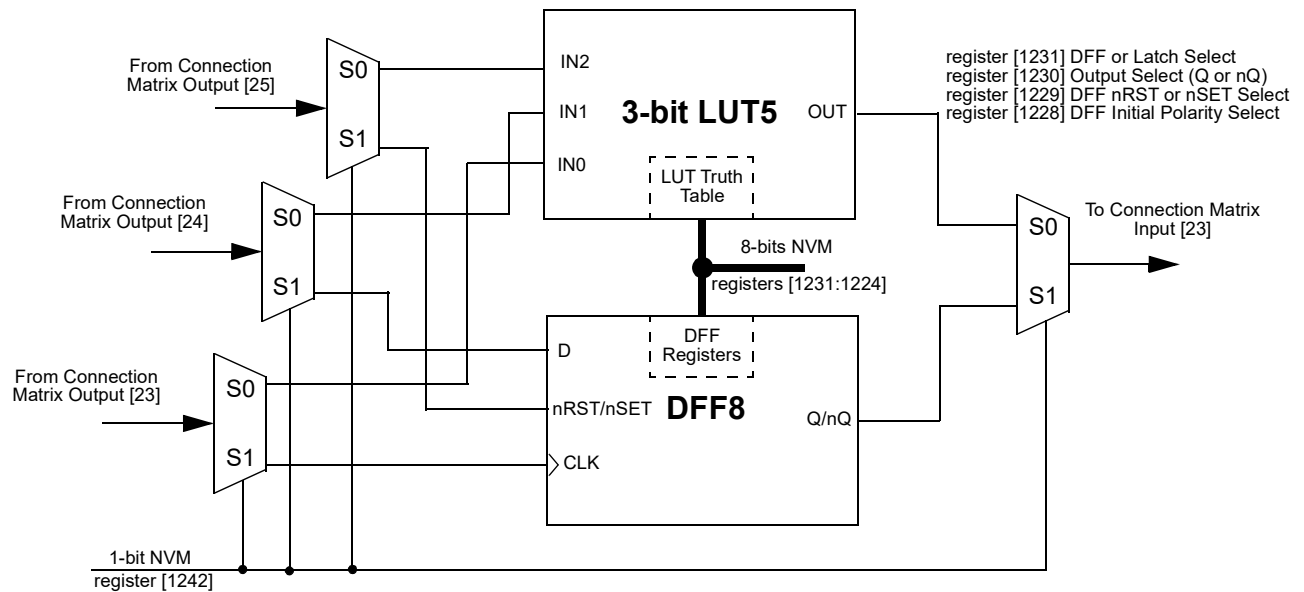 From Connection
Matrix Output [25]
S0
S1
From Connection
Matrix Output [24]
S0
S1
From Connection
Matrix Output [23]
S0
S1
1-bit NVM
register [1242]
IN2
IN1
IN0
3-bit LUT5
OUT
LUT Truth
Table
8-bits NVM
registers [1231:1224]
DFF
Registers
D
nRST/nSET
CLK
DFF8
Q/nQ
register [1231] DFF or Latch Select
register [1230] Output Select (Q or nQ)
register [1229] DFF nRST or nSET Select
register [1228] DFF Initial Polarity Select
S0
S1
To Connection Matrix
Input [23]